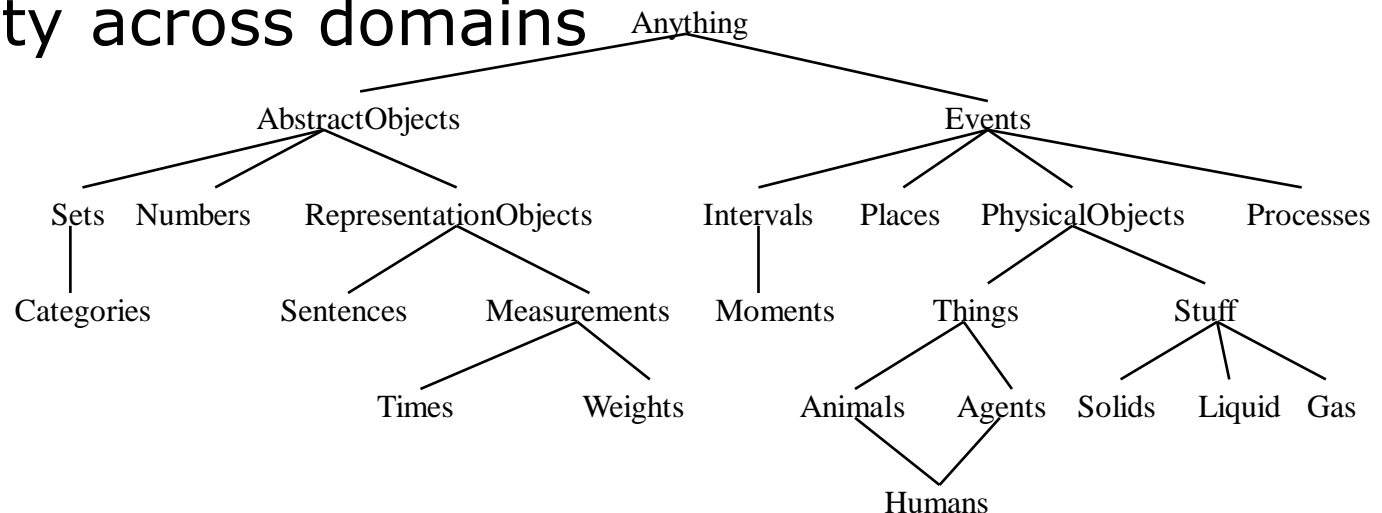 ty across domains
Anything
AbstractObjects Events
Sets Numbers RepresentationObjects Intervals Places PhysicalObjects Processes
Categories Sentences Measurements Moments Things Stuff
Times Weights Animals Agents Solids Liquid Gas
Humans